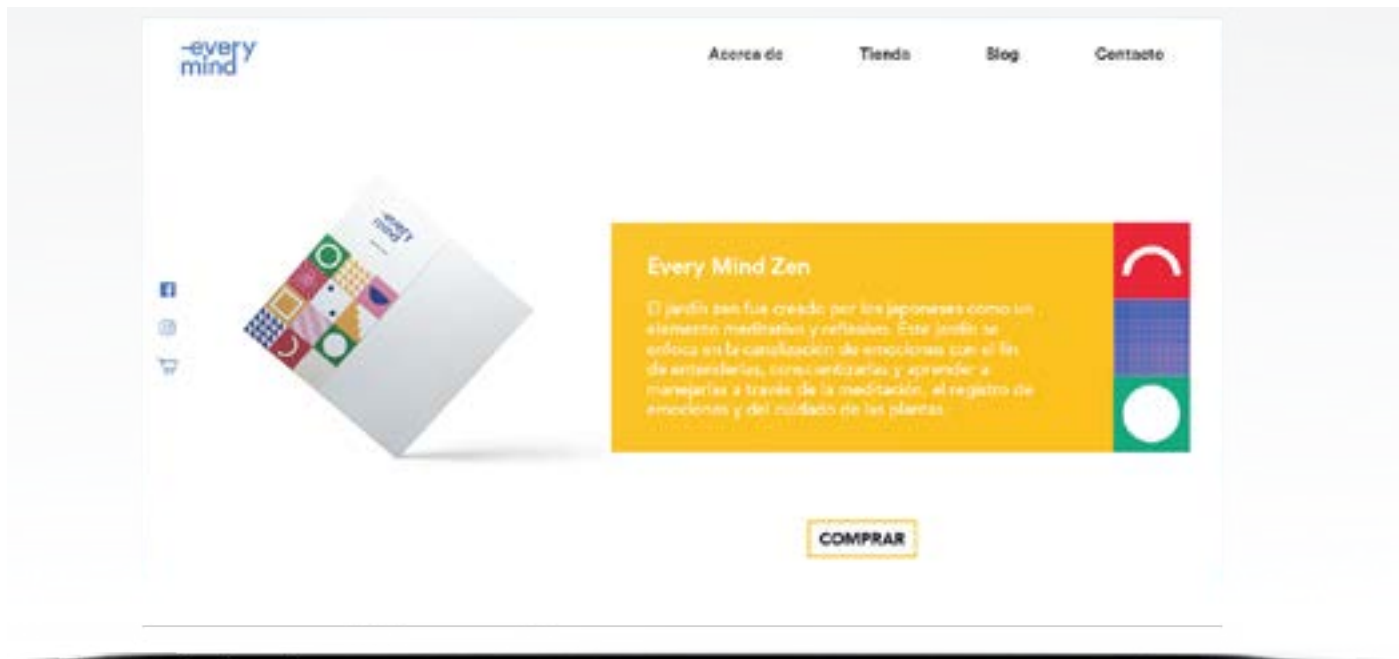 -every
mind
Acerca de
Tienda
Blog
Contacto
-every
mind
Every Mind Zen
El jardín zen fue creado por los japoneses como un
elemento meditativo y reflexivo. Este jardín se
enfoca en la canalización de emociones con el fin
de entenderlas, concientizarlas y aprender a
manejarlas a través de la meditación, el registro de
emociones y del cuidado de las plantas
COMPRAR